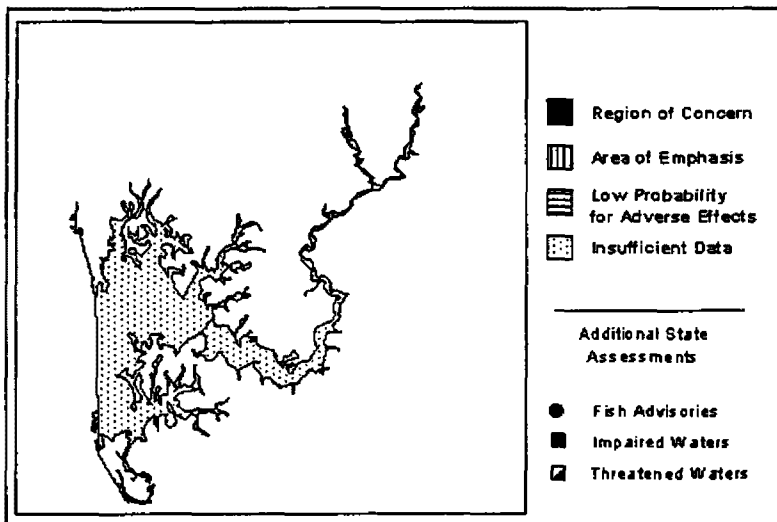 Region of Concern
Area of Emphasis
Low Probability
for Adverse Effects
Insufficient Data
Additional State
Assessments
Fish Advisories
Impaired Waters
Threatened Waters